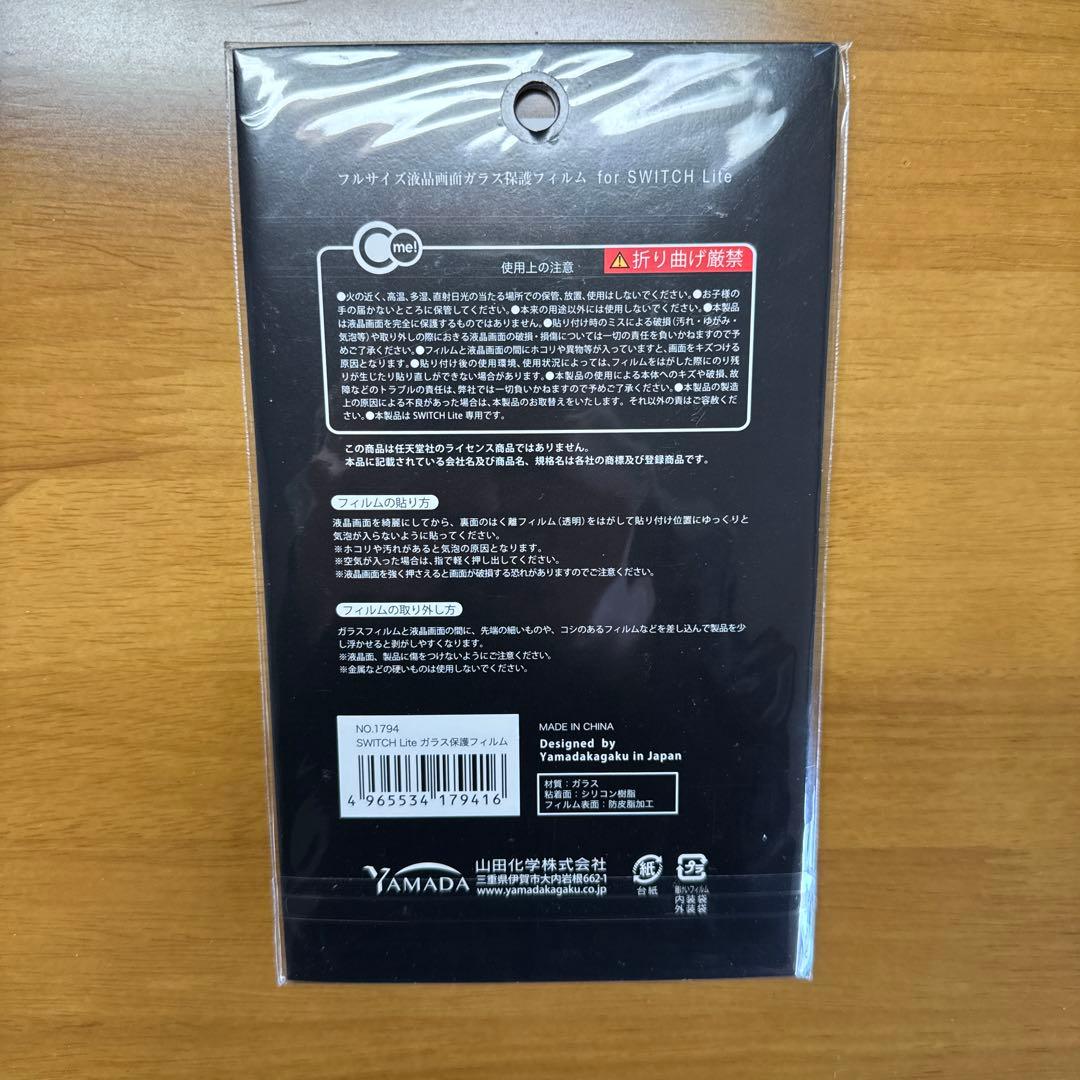 フルサイズ液晶画面ガラス保護フィルム for SWITCH Lite
C me!
使用上の注意
⚠折り曲げ厳禁
●火の近く、高温、多湿、直射日光の当たる場所での保管、放置、使用はしないでください。●お子様の
手の届かないところに保管してください。●本来の用途以外には使用しないでください。●本製品
は液晶画面を完全に保護するものではありません。●貼り付け時のミスによる破損（汚れ・ゆがみ・
気泡等）や取り外しの際におきる液晶画面の破損・損傷については一切の責任を負いかねますので予
めご了承ください。●フィルムと液晶画面の間にホコリや異物等が入っていますと、画面をキズつける
原因となります。●貼り付け後の使用環境、使用状況によっては、フィルムをはがした際にのり残
りが生じたり貼り直しができない場合があります。●本製品の使用による本体へのキズや破損、故
障などのトラブルの責任は、弊社では一切負いかねますので予めご了承ください。●本製品の製造
上の原因による不良があった場合は、本製品のお取替えをいたします。それ以外の責はご容赦くだ
さい。●本製品は SWITCH Lite 専用です。
この商品は任天堂社のライセンス商品ではありません。
本品に記載されている会社名及び商品名、規格名は各社の商標及び登録商品です。
フィルムの貼り方
液晶画面を綺麗にしてから、裏面のはく離フィルム（透明）をはがして貼り付け位置にゆっくりと
気泡が入らないように貼ってください。
※ホコリや汚れがあると気泡の原因となります。
※空気が入った場合は、指で軽く押し出してください。
※液晶画面を強く押さえると画面が破損する恐れがありますのでご注意ください。
フィルムの取り外し方
ガラスフィルムと液晶画面の間に、先端の細いものや、コシのあるフィルムなどを差し込んで製品を少
し浮かせると剥がしやすくなります。
※液晶面、製品に傷をつけないようにご注意ください。
※金属などの硬いものは使用しないでください。
NO.1794
SWITCH Lite ガラス保護フィルム
4 965534 179416
MADE IN CHINA
Designed by
Yamadakagaku in Japan
材質：ガラス
粘着面：シリコン樹脂
フィルム表面：防皮脂加工
YAMADA
山田化学株式会社
三重県伊賀市大内岩根662-1
www.yamadakagaku.co.jp
紙
台紙
プラ
内装袋
外装袋